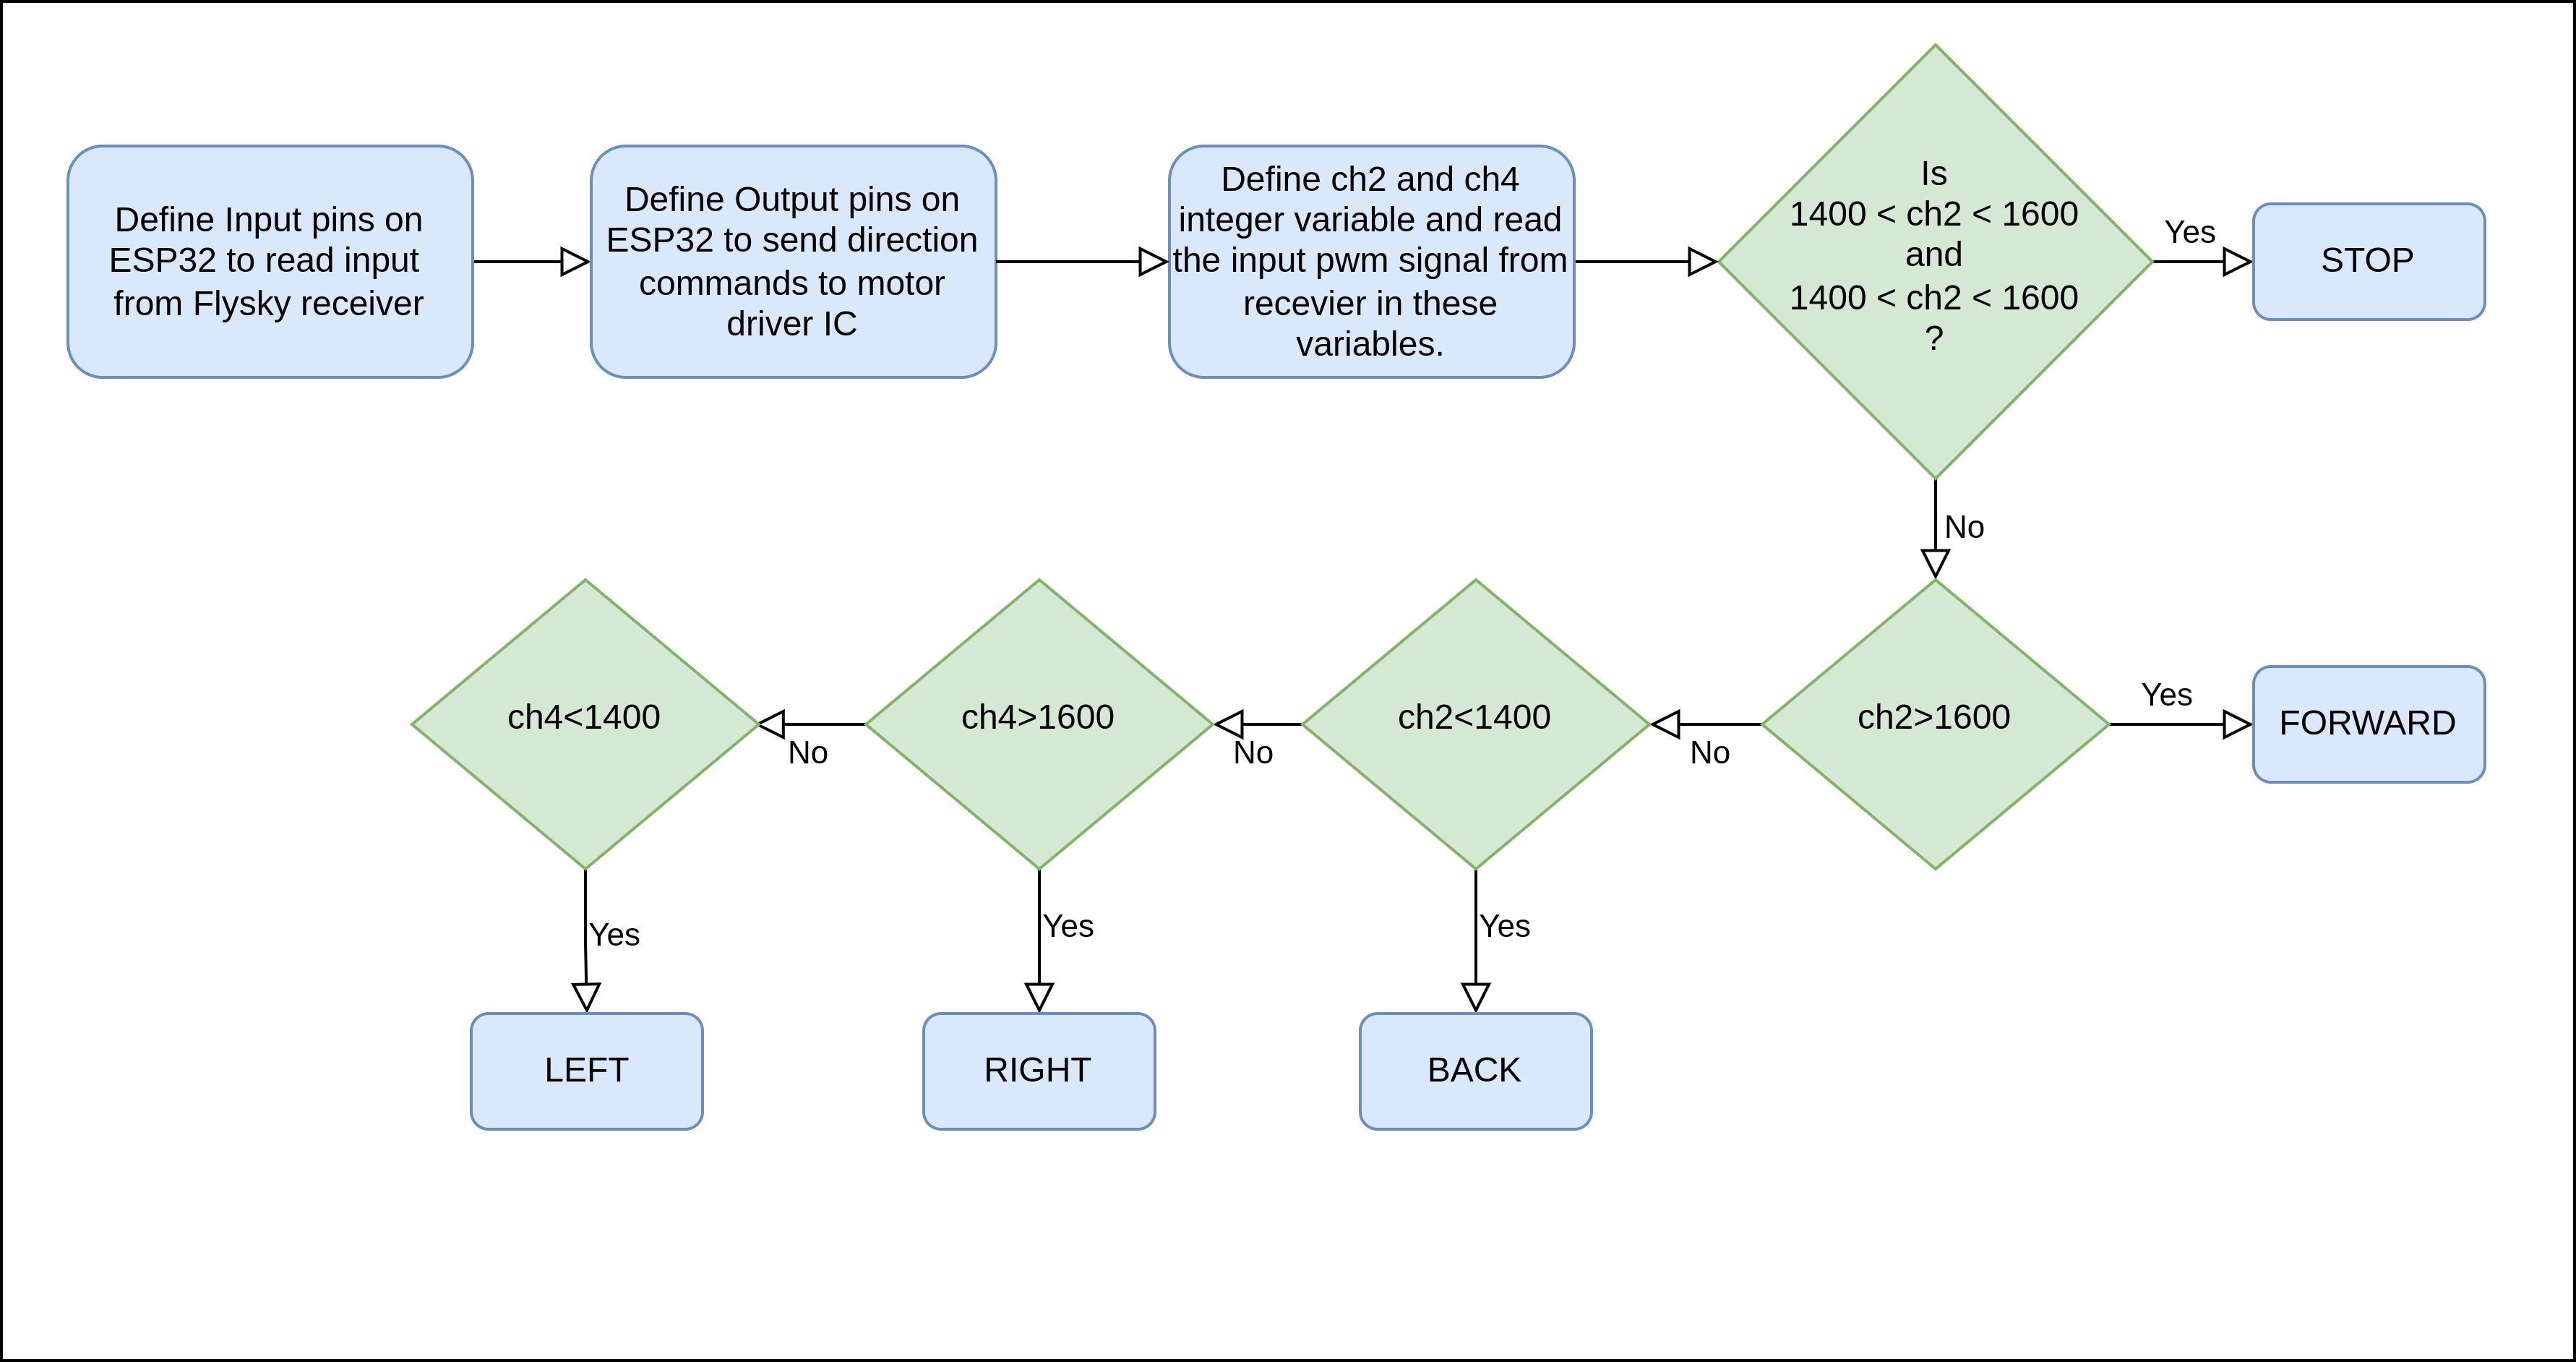 Define Input pins on
ESP32 to read input
from Flysky receiver
Define Output pins on
ESP32 to send direction
commands to motor
driver IC
Define ch2 and ch4
integer variable and read
the input pwm signal from
recevier in these
variables.
Is
1400 < ch2 < 1600
and
1400 < ch2 < 1600
?
Yes
STOP
No
ch2>1600
Yes
FORWARD
No
ch2<1400
Yes
BACK
No
ch4>1600
Yes
RIGHT
No
ch4<1400
Yes
LEFT